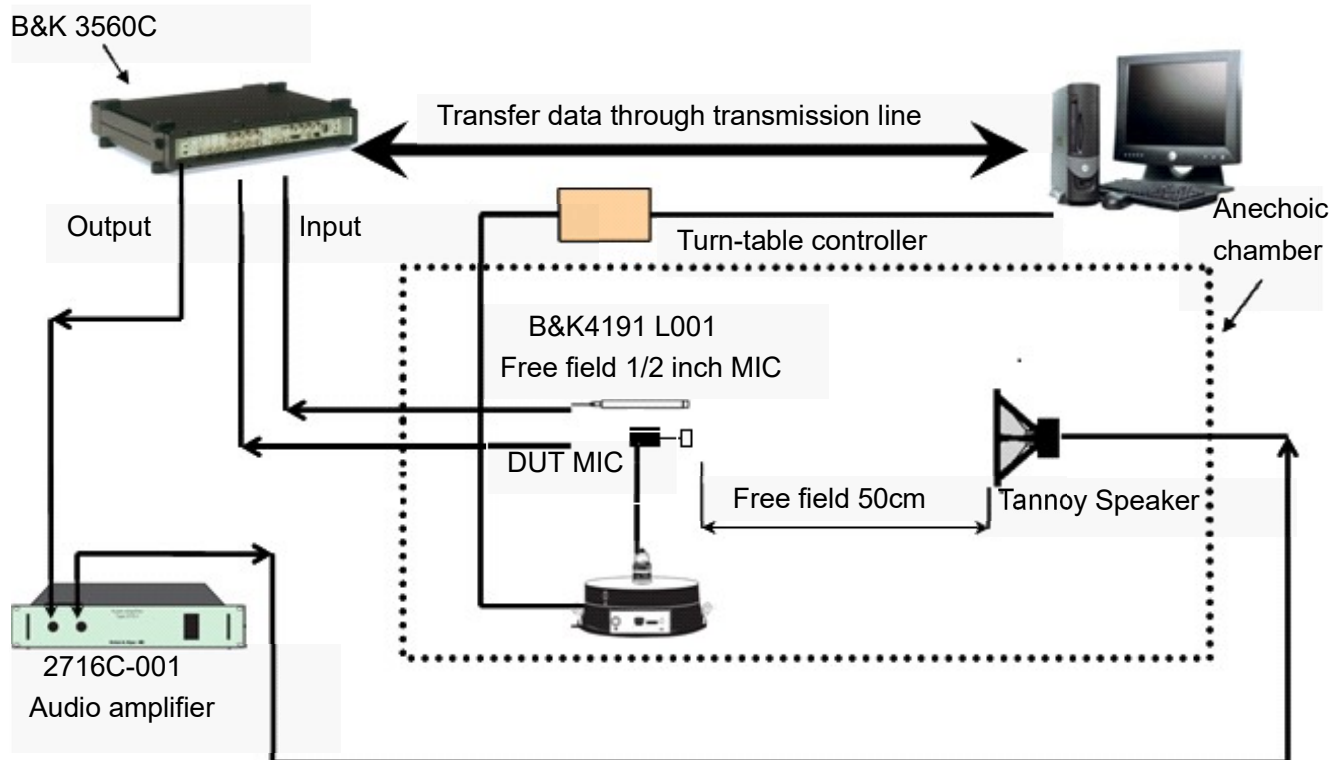 B&K 3560C
Transfer data through transmission line
Output
Input
Turn-table controller
Anechoic
chamber
B&K4191 L001
Free field 1/2 inch MIC
DUT MIC
Free field 50cm
Tannoy Speaker
2716C-001
Audio amplifier